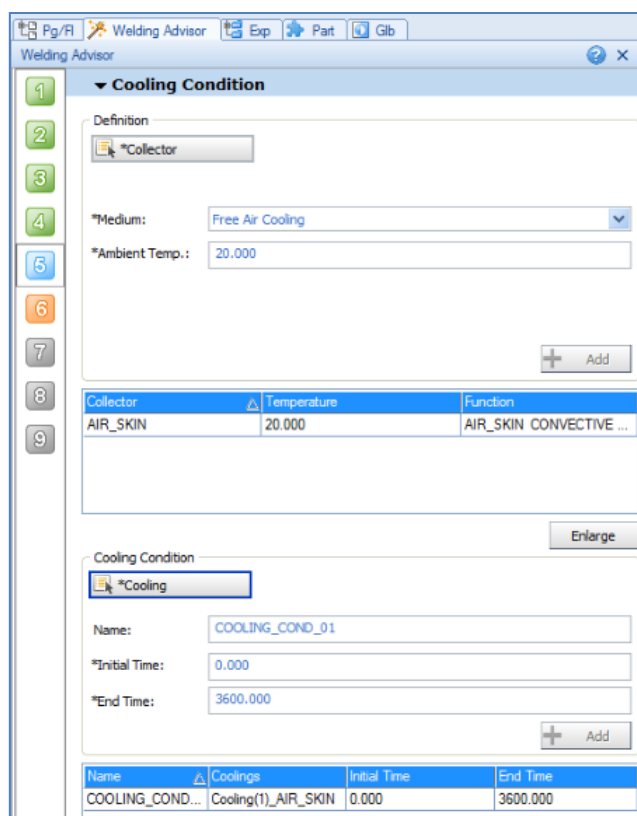 Pg/Fl Welding Advisor Exp Part Glb
Welding Advisor
Cooling Condition
1
2
3
4
5
6
7
8
9
Definition
*Collector
*Medium: Free Air Cooling
*Ambient Temp.: 20.000
Add
Collector Temperature Function
AIR_SKIN 20.000 AIR_SKIN CONVECTIVE ...
Enlarge
Cooling Condition
*Cooling
Name: COOLING_COND_01
*Initial Time: 0.000
*End Time: 3600.000
Add
Name Coolings Initial Time End Time
COOLING_COND... Cooling(1)_AIR_SKIN 0.000 3600.000